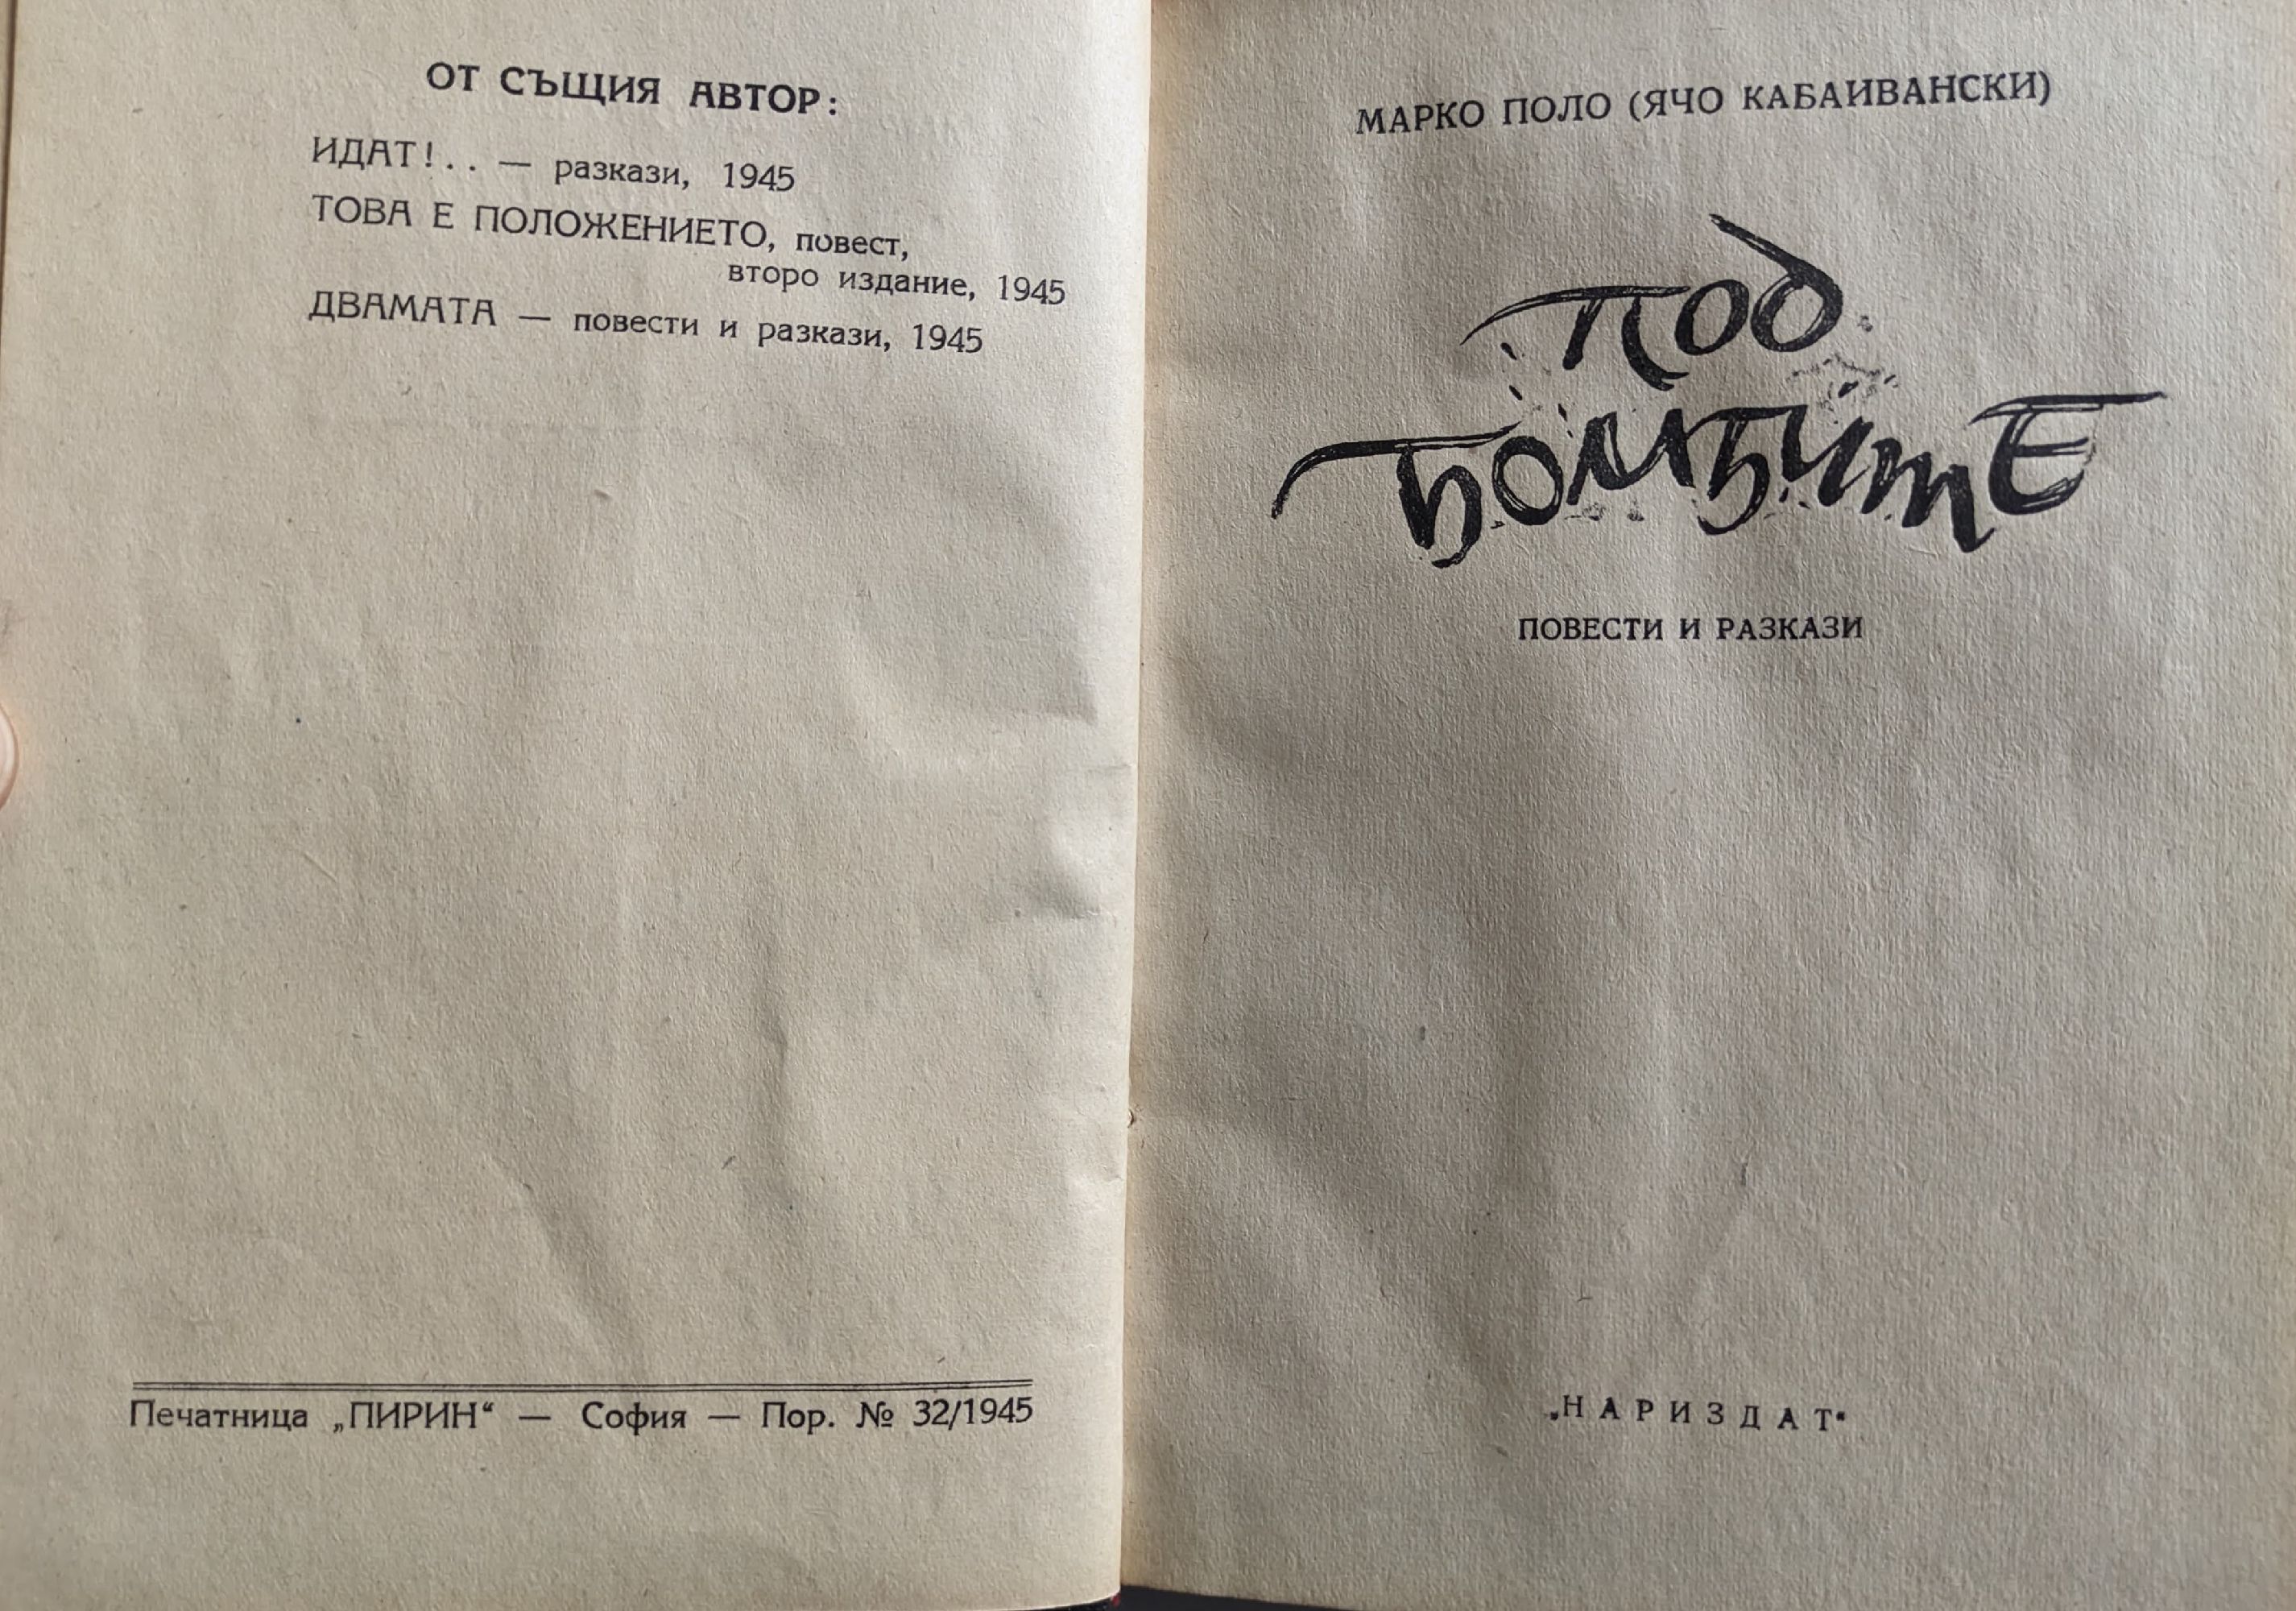 ОТ СЪЩИЯ АВТОР:
ИДАТ!.. — разкази, 1945
ТОВА Е ПОЛОЖЕНИЕТО, повест,
второ издание, 1945
ДВАМАТА — повести и разкази, 1945
Печатница „ПИРИН“ — София — Пор. № 32/1945
МАРКО ПОЛО (ЯЧО КАБАИВАНСКИ)
ПОД
БОМБИТЕ
ПОВЕСТИ И РАЗКАЗИ
„НАРИЗДАТ“